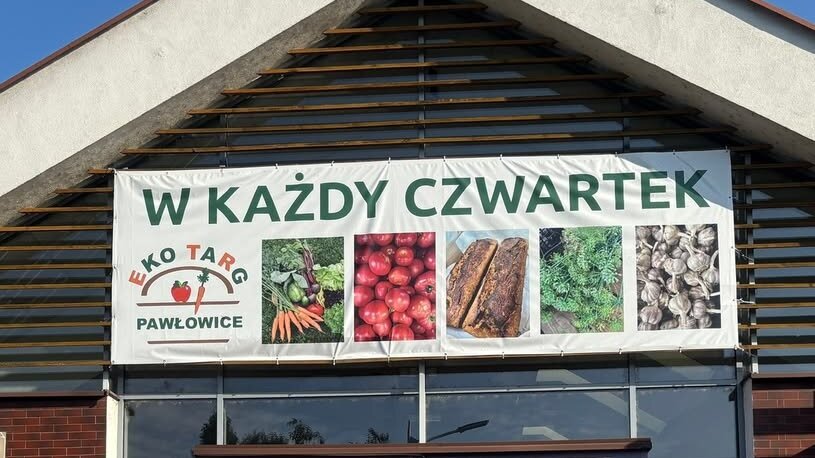 W KAŻDY CZWARTEK
EKO TARG
PAWŁOWICE